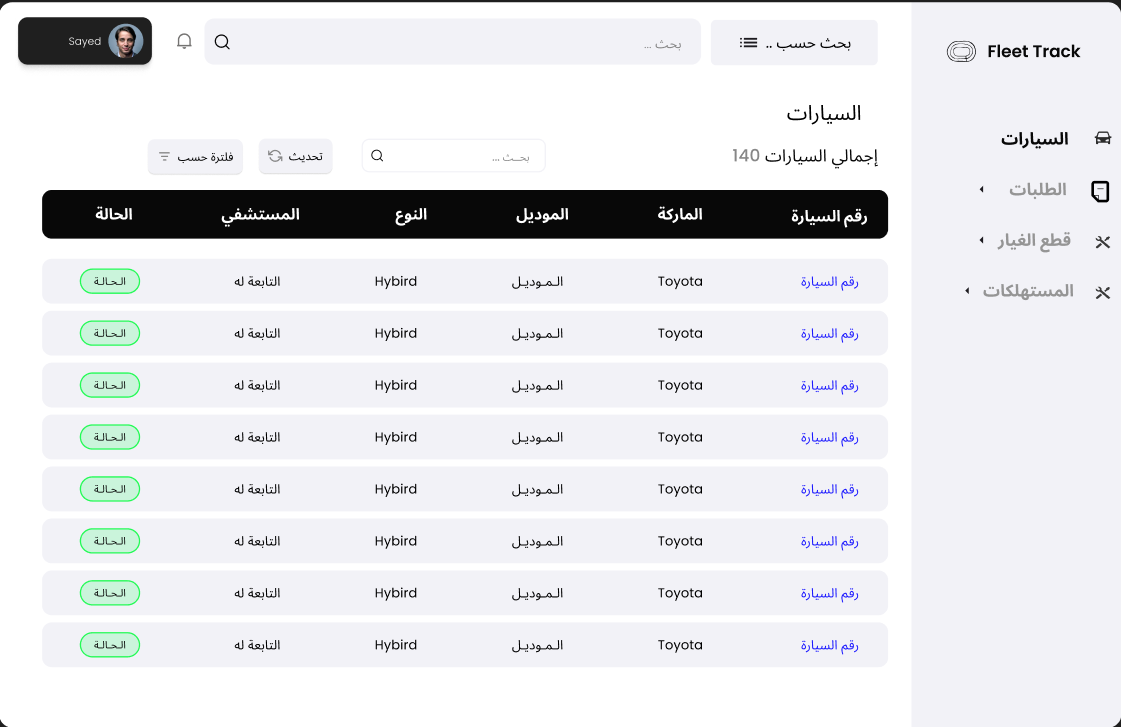 Fleet Track
السيارات
الطلبات
قطع الغيار
المستهلكات
بحث حسب ..
بحث ...
Sayed
السيارات
إجمالي السيارات 140
بحث ...
تحديث
فلترة حسب
رقم السيارة الماركة الموديل النوع المستشفي الحالة
رقم السيارة Toyota الموديل Hybird التابعة له الحالة
رقم السيارة Toyota الموديل Hybird التابعة له الحالة
رقم السيارة Toyota الموديل Hybird التابعة له الحالة
رقم السيارة Toyota الموديل Hybird التابعة له الحالة
رقم السيارة Toyota الموديل Hybird التابعة له الحالة
رقم السيارة Toyota الموديل Hybird التابعة له الحالة
رقم السيارة Toyota الموديل Hybird التابعة له الحالة
رقم السيارة Toyota الموديل Hybird التابعة له الحالة